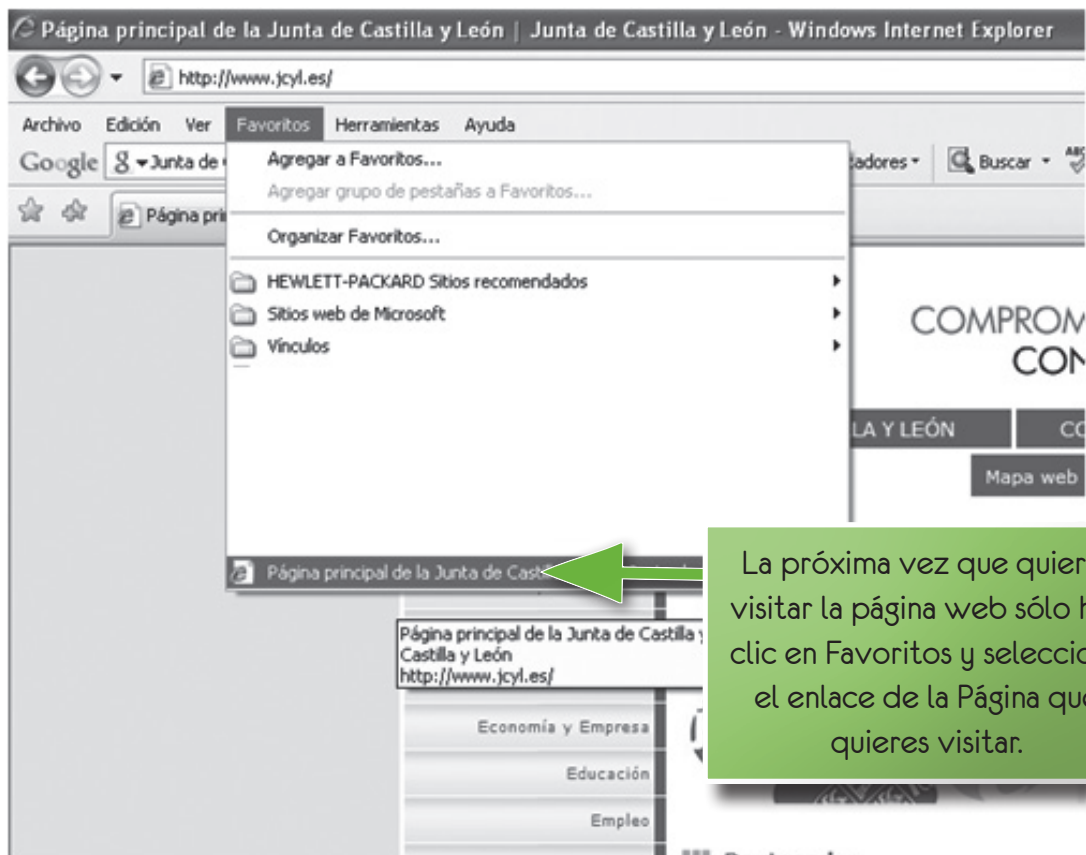 Página principal de la Junta de Castilla y León | Junta de Castilla y León - Windows Internet Explorer
http://www.jcyl.es/
Archivo Edición Ver Favoritos Herramientas Ayuda
Google Junta de
Buscar
ABC
Página pri
Agregar a Favoritos...
Agregar grupo de pestañas a Favoritos...
Organizar Favoritos...
HEWLETT-PACKARD Sitios recomendados
Sitios web de Microsoft
Vínculos
COMPROM
CON
LA Y LEÓN
CO
Mapa web
Página principal de la Junta de Casti
Página principal de la Junta de Castilla y
Castilla y León
http://www.jcyl.es/
Economía y Empresa
Educación
Empleo
La próxima vez que quier
visitar la página web sólo h
clic en Favoritos y seleccio
el enlace de la Página que
quieres visitar.